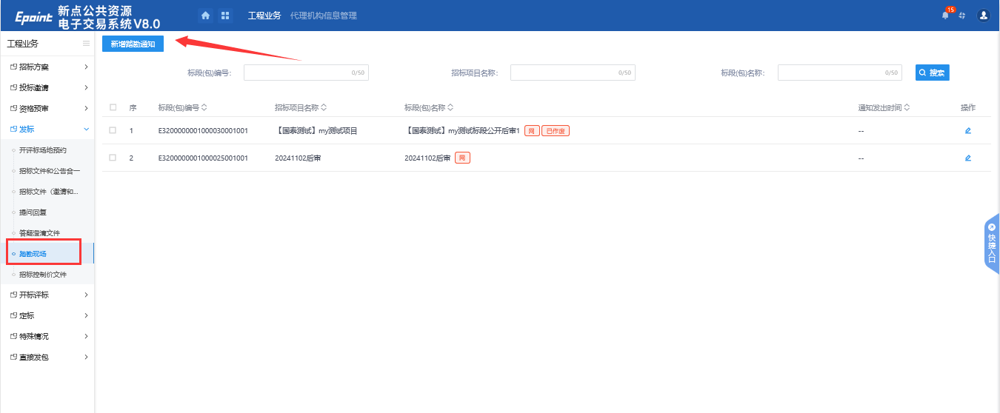 Epoint 新点公共资源
电子交易系统V8.0
工程业务 代理机构信息管理
15
工程业务
招标方案
投标邀请
资格预审
发标
开评标场地预约
招标文件和公告合一
招标文件（邀请和...
提问回复
答疑澄清文件
踏勘现场
招标控制价文件
开标评标
定标
特殊情况
直接发包
新增踏勘通知
标段(包)编号: 0/50 招标项目名称: 0/50 标段(包)名称: 0/50 搜索
序 标段(包)编号 招标项目名称 标段(包)名称 通知发出时间 操作
1 E3200000001000030001001 【国泰测试】my测试项目 【国泰测试】my测试标段公开后审1 网 已作废 --
2 E3200000001000025001001 20241102后审 20241102后审 网 --
快捷入口